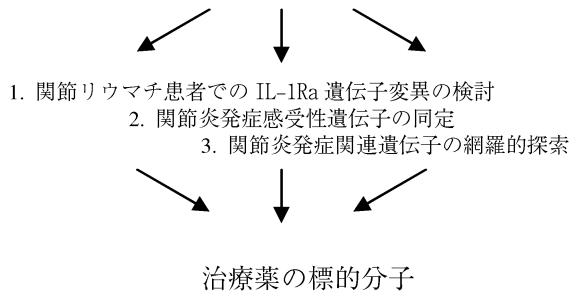 1. 関節リウマチ患者での IL-1Ra 遺伝子変異の検討
2. 関節炎発症感受性遺伝子の同定
3. 関節炎発症関連遺伝子の網羅的探索
治療薬の標的分子